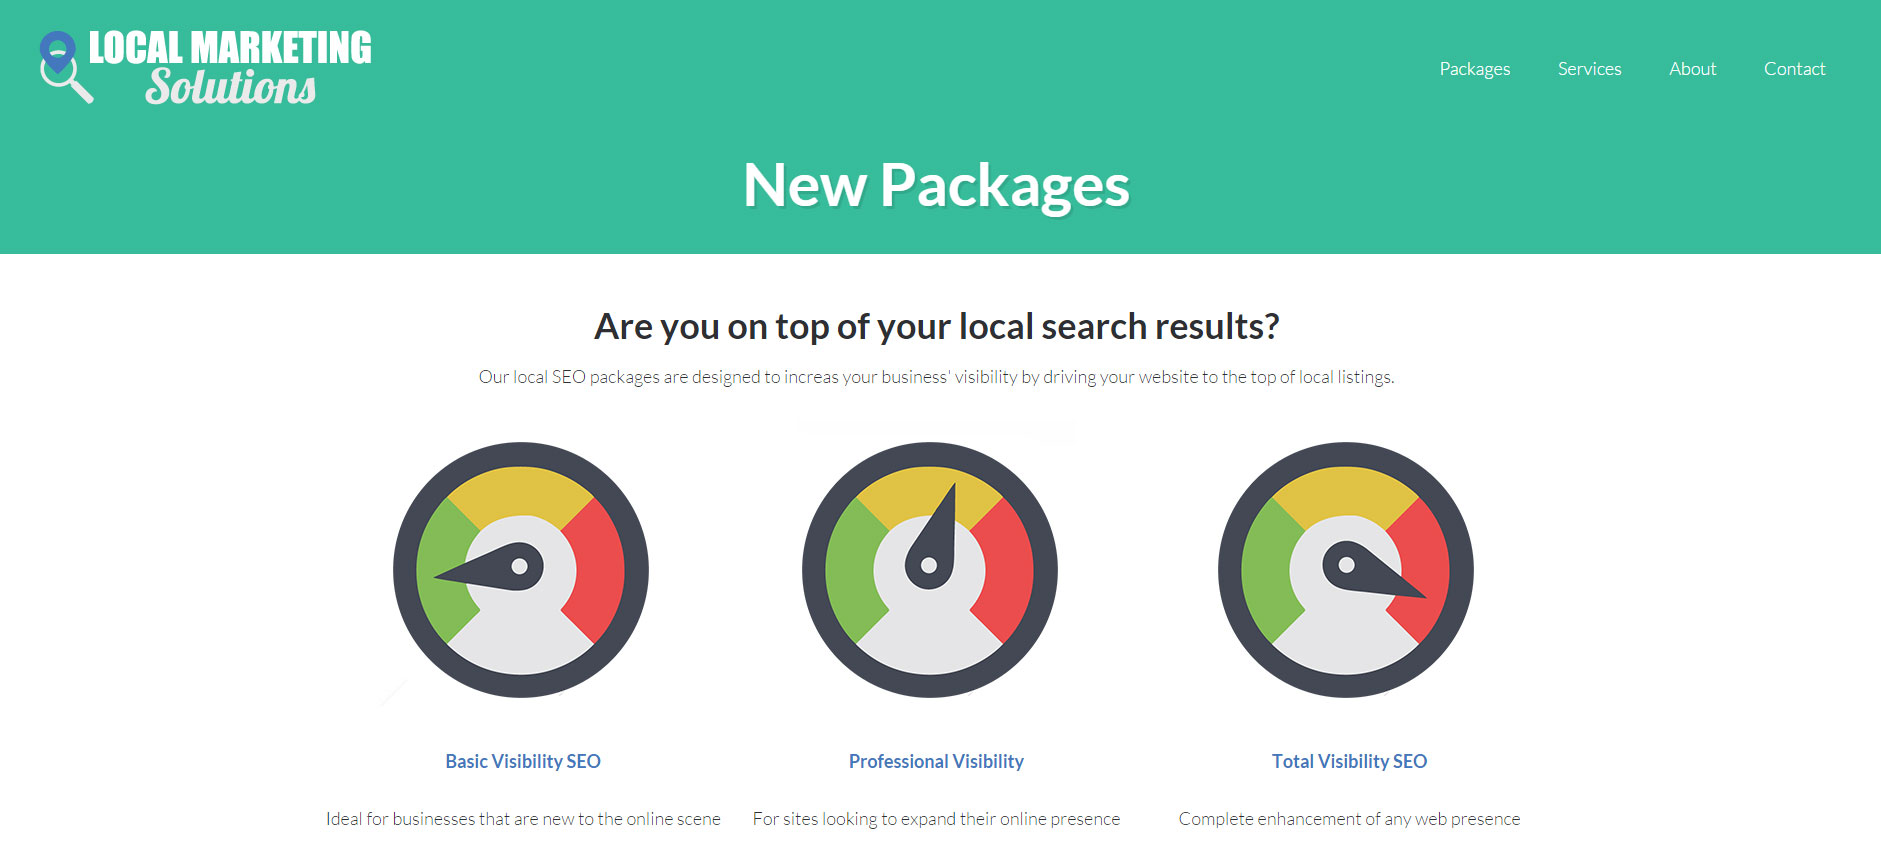 LOCAL MARKETING
Solutions
Packages Services About Contact
New Packages
Are you on top of your local search results?
Our local SEO packages are designed to increas your business' visibility by driving your website to the top of local listings.
Basic Visibility SEO
Professional Visibility
Total Visibility SEO
Ideal for businesses that are new to the online scene
For sites looking to expand their online presence
Complete enhancement of any web presence